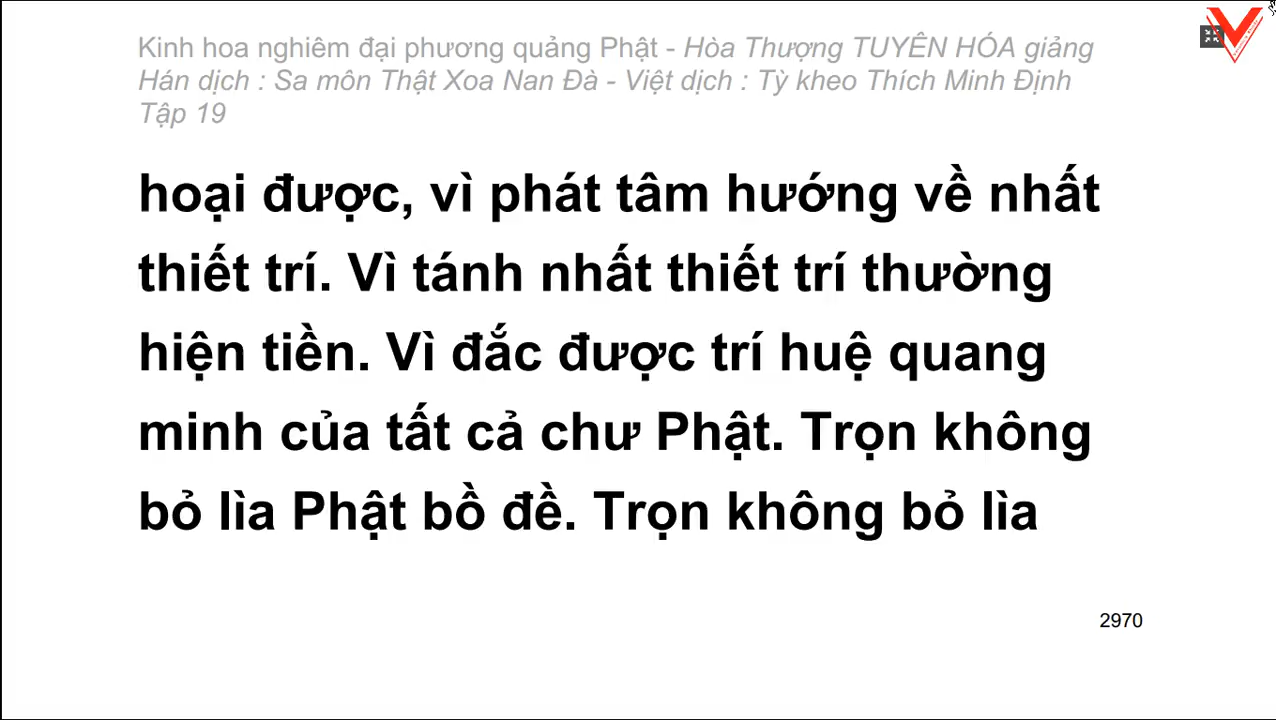 Kinh hoa nghiêm đại phương quảng Phật - Hòa Thượng TUYÊN HÓA giảng
Hán dịch : Sa môn Thật Xoa Nan Đà - Việt dịch : Tỳ kheo Thích Minh Định
Tập 19
hoại được, vì phát tâm hướng về nhất
thiết trí. Vì tánh nhất thiết trí thường
hiện tiền. Vì đắc được trí huệ quang
minh của tất cả chư Phật. Trọn không
bỏ lìa Phật bồ đề. Trọn không bỏ lìa
2970